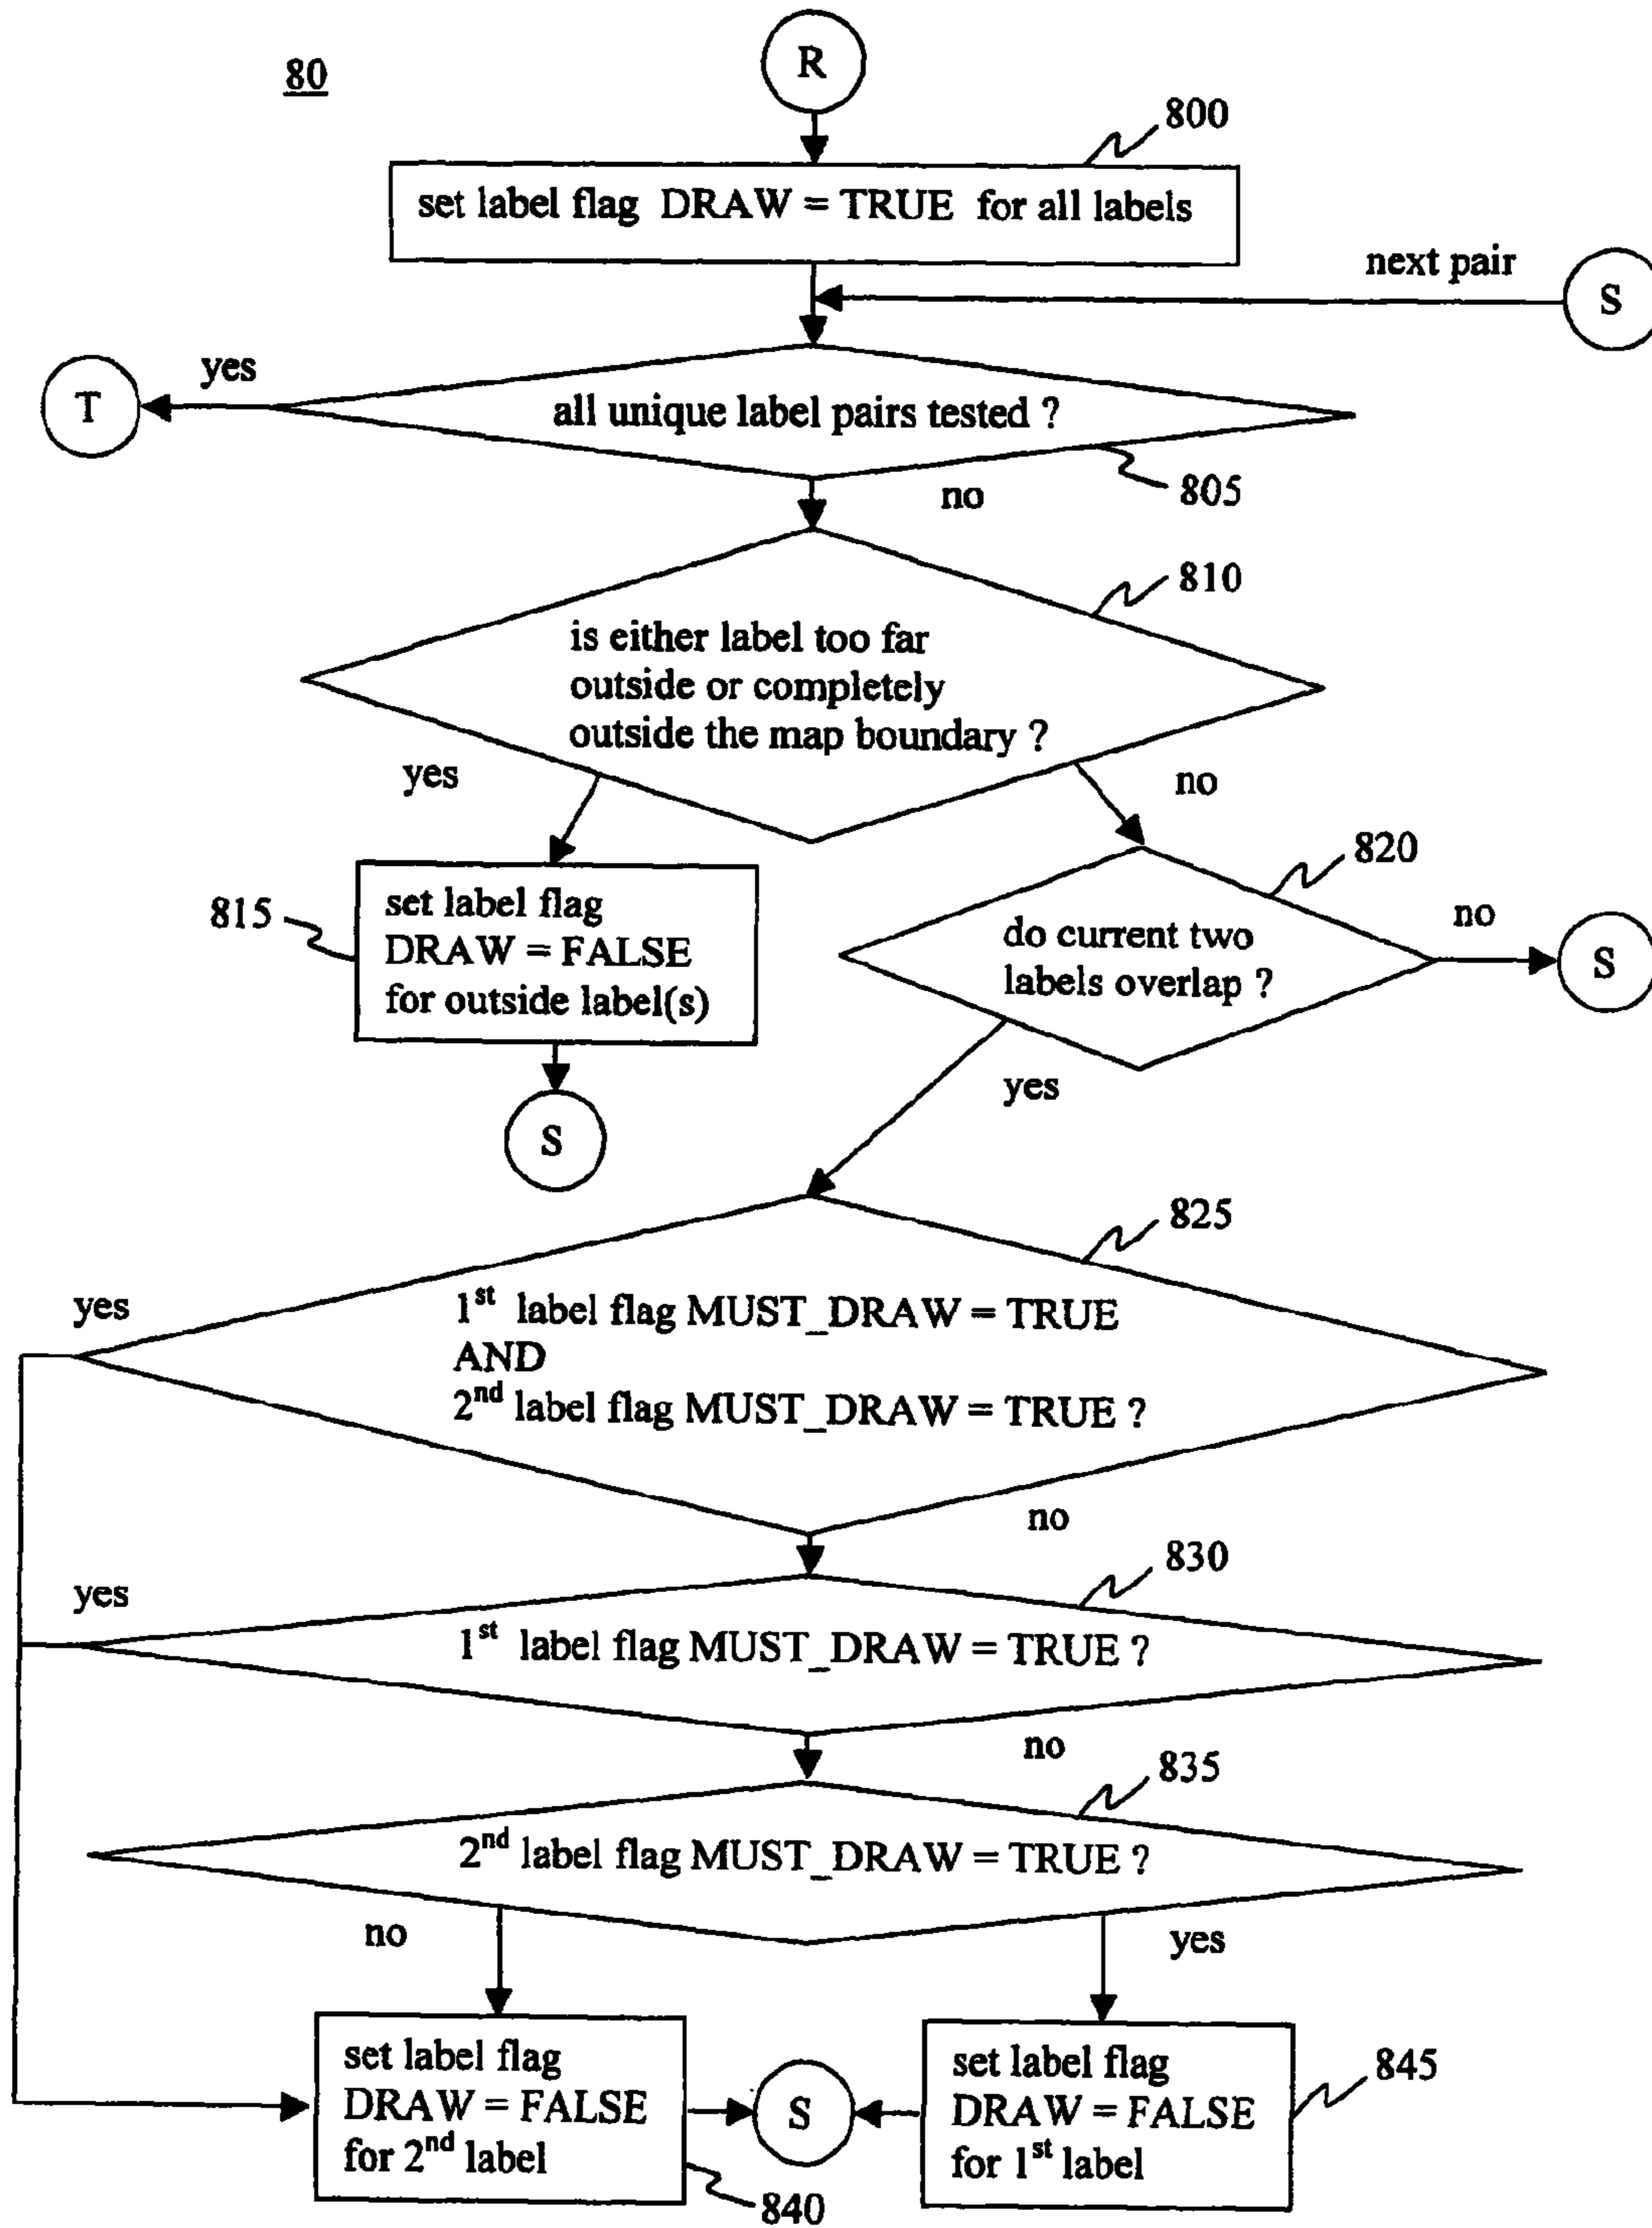 80
R
800
set label flag DRAW = TRUE for all labels
next pair
S
yes
T
all unique label pairs tested ?
805
no
810
is either label too far
outside or completely
outside the map boundary ?
yes
no
820
815
set label flag
DRAW = FALSE
for outside label(s)
do current two
labels overlap ?
no
S
yes
S
825
yes
1st label flag MUST_DRAW = TRUE
AND
2nd label flag MUST_DRAW = TRUE ?
no
830
yes
1st label flag MUST_DRAW = TRUE ?
no
835
2nd label flag MUST_DRAW = TRUE ?
no
yes
set label flag
DRAW = FALSE
for 2nd label
S
set label flag
DRAW = FALSE
for 1st label
845
840